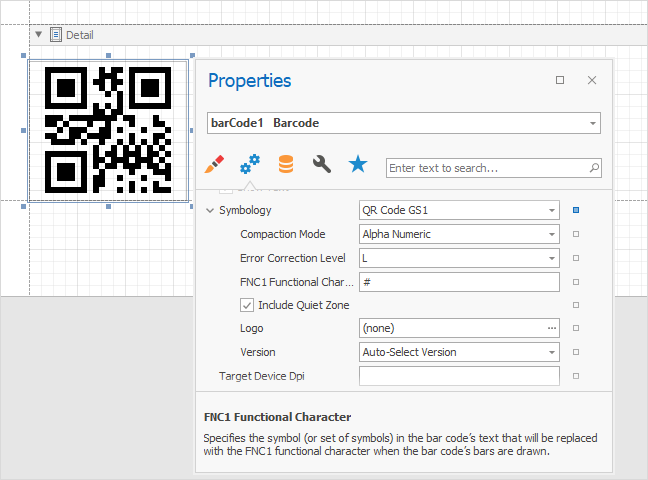 Detail
Properties
barCode1 Barcode
Enter text to search...
Symbology
QR Code GS1
Compaction Mode
Alpha Numeric
Error Correction Level
L
FNC1 Functional Char...
#
Include Quiet Zone
Logo
(none)
...
Version
Auto-Select Version
Target Device Dpi
FNC1 Functional Character
Specifies the symbol (or set of symbols) in the bar code's text that will be replaced
with the FNC1 functional character when the bar code's bars are drawn.